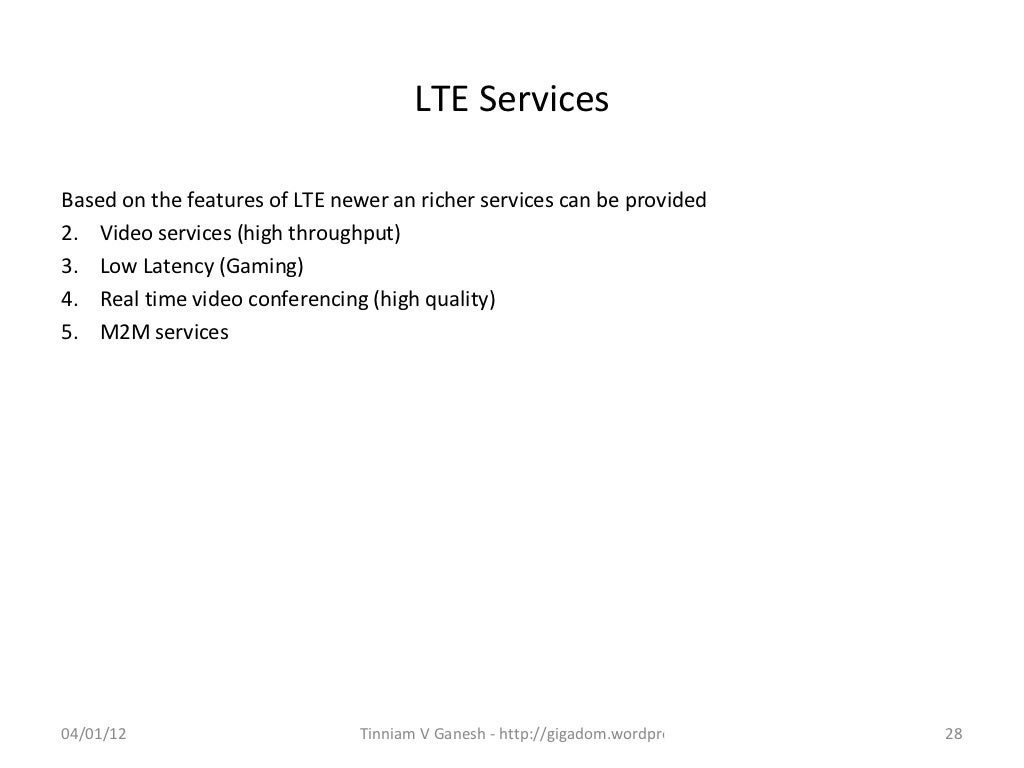 LTE Services
Based on the features of LTE newer an richer services can be provided
2. Video services (high throughput)
3. Low Latency (Gaming)
4. Real time video conferencing (high quality)
5. M2M services
04/01/12
Tinniam V Ganesh - http://gigadom.wordpre
28